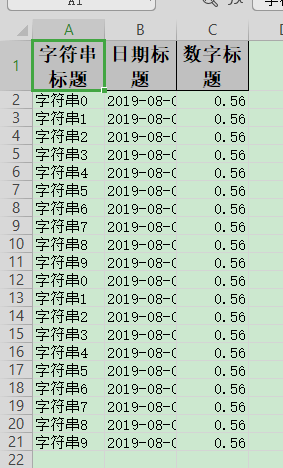 A1
A B C
1 字符串标题 日期标题 数字标题
2 字符串0 2019-08-0 0.56
3 字符串1 2019-08-0 0.56
4 字符串2 2019-08-0 0.56
5 字符串3 2019-08-0 0.56
6 字符串4 2019-08-0 0.56
7 字符串5 2019-08-0 0.56
8 字符串6 2019-08-0 0.56
9 字符串7 2019-08-0 0.56
10 字符串8 2019-08-0 0.56
11 字符串9 2019-08-0 0.56
12 字符串0 2019-08-0 0.56
13 字符串1 2019-08-0 0.56
14 字符串2 2019-08-0 0.56
15 字符串3 2019-08-0 0.56
16 字符串4 2019-08-0 0.56
17 字符串5 2019-08-0 0.56
18 字符串6 2019-08-0 0.56
19 字符串7 2019-08-0 0.56
20 字符串8 2019-08-0 0.56
21 字符串9 2019-08-0 0.56
22